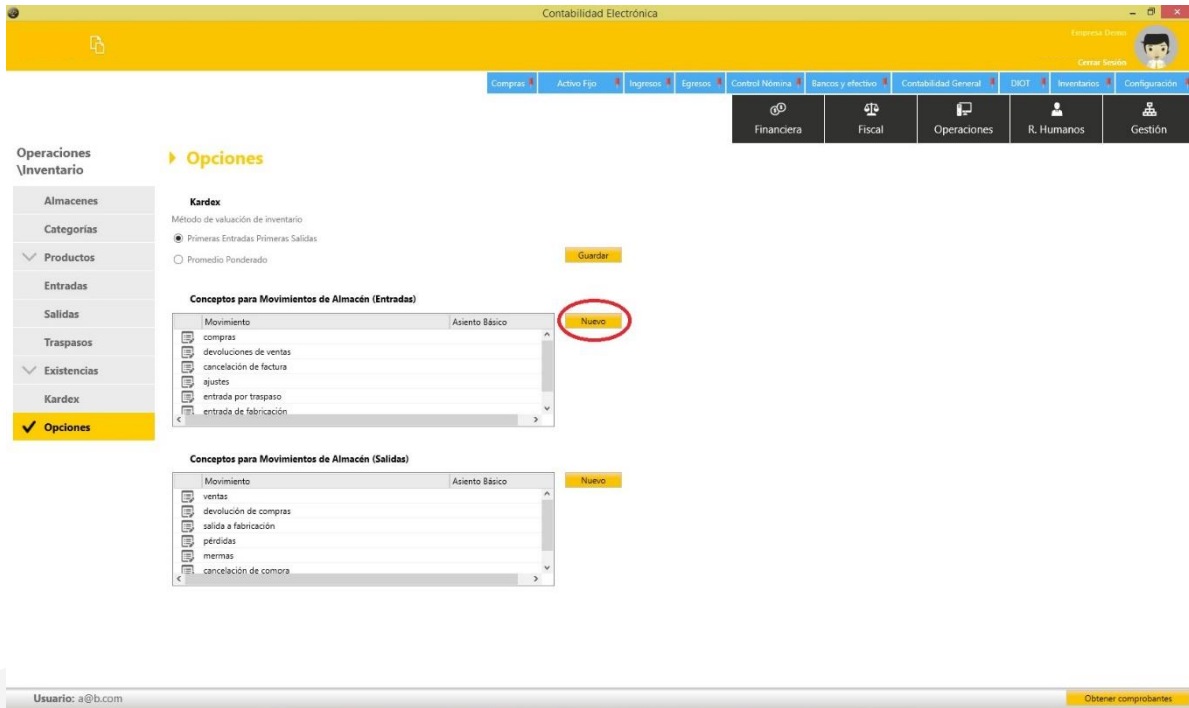 Contabilidad Electrónica
Empresa Demo
Cerrar Sesión
Compras Activo Fijo Ingresos Egresos Control Nómina Bancos y efectivo Contabilidad General DIOT Inventarios Configuración
Financiera Fiscal Operaciones R. Humanos Gestión
Operaciones
\Inventario
Almacenes
Categorías
Productos
Entradas
Salidas
Traspasos
Existencias
Kardex
Opciones
Opciones
Kardex
Método de valuación de inventario
Primeras Entradas Primeras Salidas
Promedio Ponderado
Guardar
Conceptos para Movimientos de Almacén (Entradas)
Movimiento Asiento Básico
Nuevo
compras
devoluciones de ventas
cancelación de factura
ajustes
entrada por traspaso
entrada de fabricación
Conceptos para Movimientos de Almacén (Salidas)
Movimiento Asiento Básico
Nuevo
ventas
devolución de compras
salida a fabricación
pérdidas
mermas
cancelación de compra
Usuario: a@b.com
Obtener comprobantes